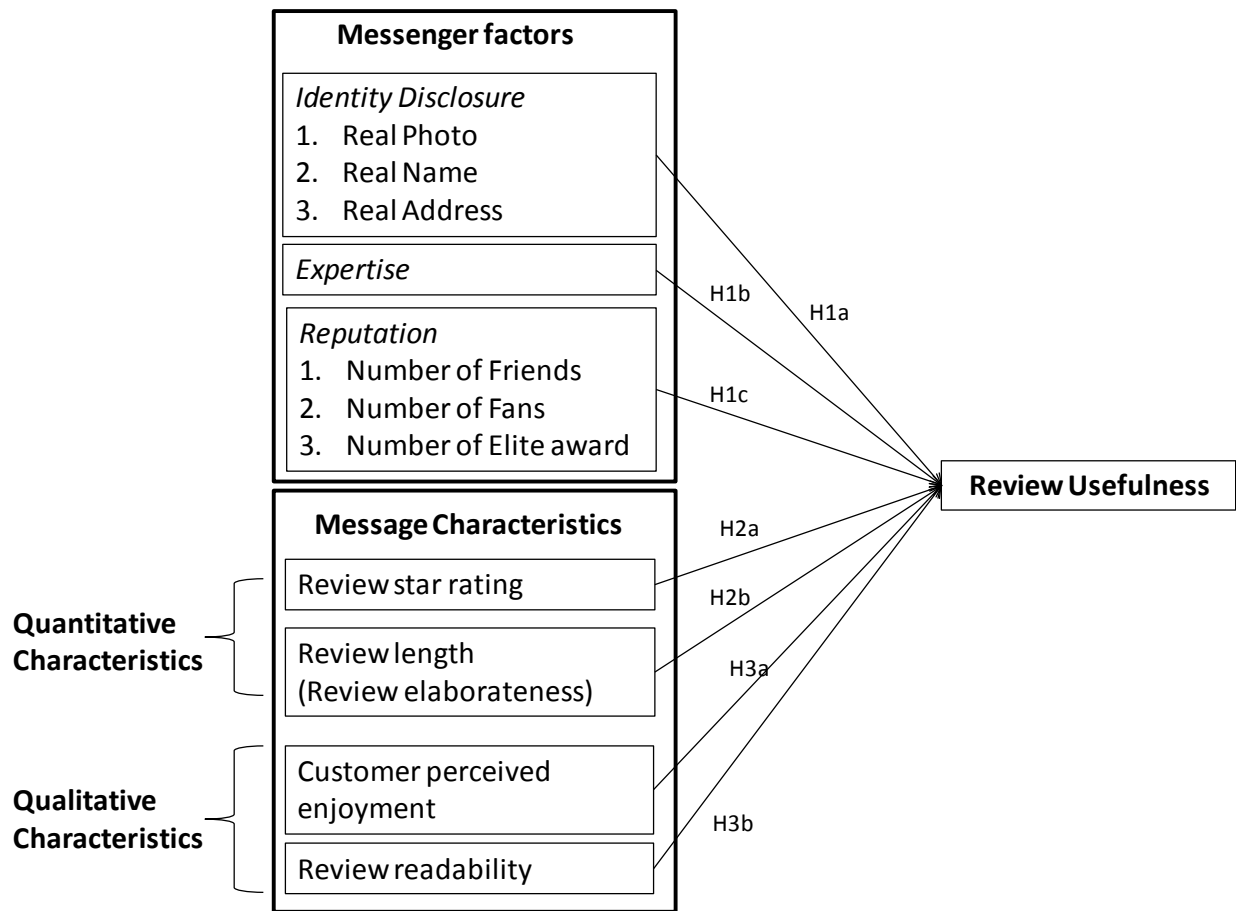 Messenger factors
Identity Disclosure
1. Real Photo
2. Real Name
3. Real Address
Expertise
Reputation
1. Number of Friends
2. Number of Fans
3. Number of Elite award
H1b
H1a
H1c
Review Usefulness
Message Characteristics
Review star rating
Review length
(Review elaborateness)
Customer perceived
enjoyment
Review readability
H2a
H2b
H3a
H3b
Quantitative
Characteristics
Qualitative
Characteristics